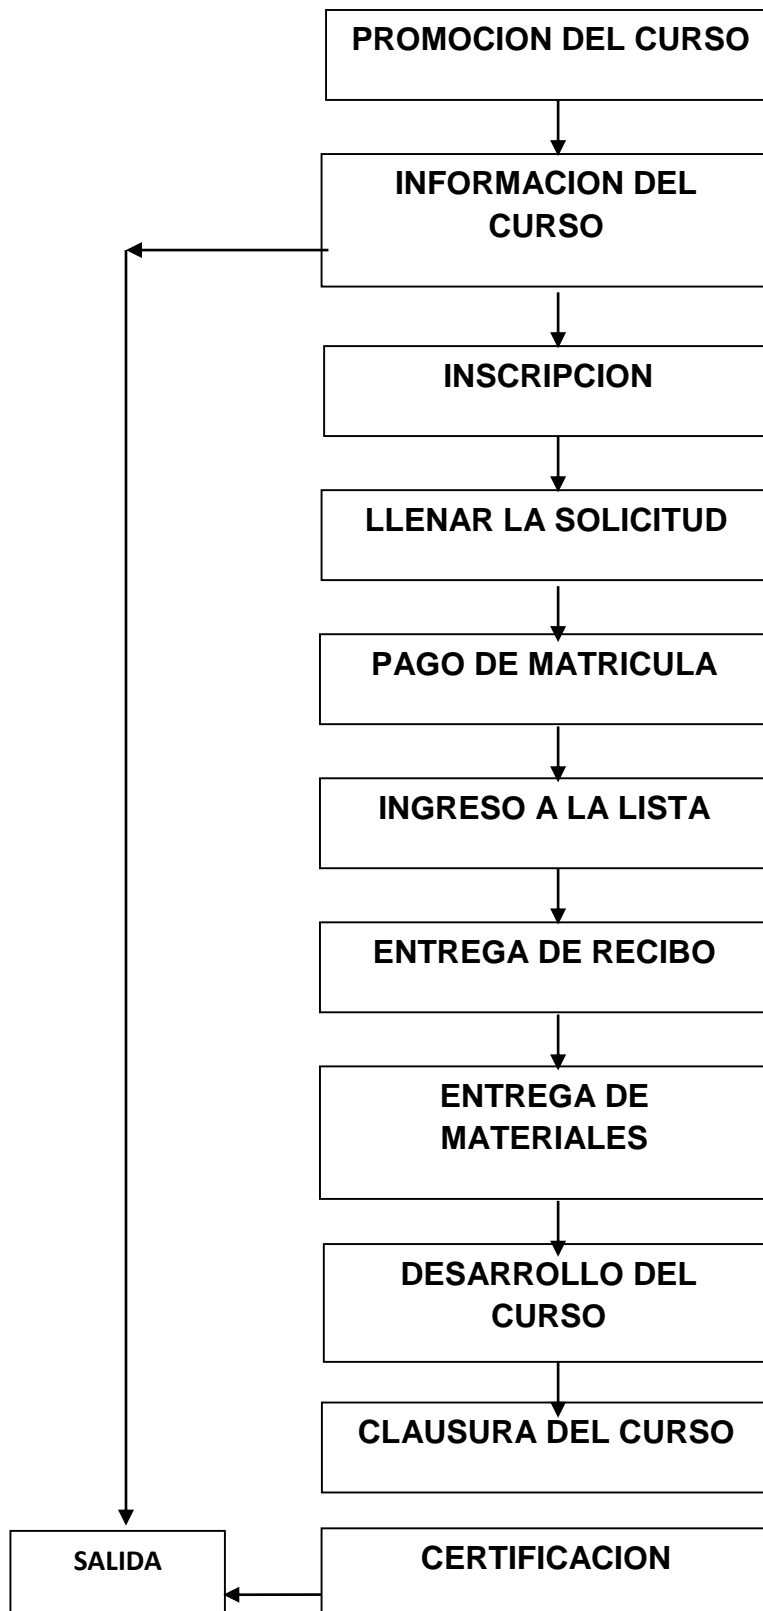 PROMOCION DEL CURSO
INFORMACION DEL
CURSO
INSCRIPCION
LLENAR LA SOLICITUD
PAGO DE MATRICULA
INGRESO A LA LISTA
ENTREGA DE RECIBO
ENTREGA DE
MATERIALES
DESARROLLO DEL
CURSO
CLAUSURA DEL CURSO
CERTIFICACION
SALIDA